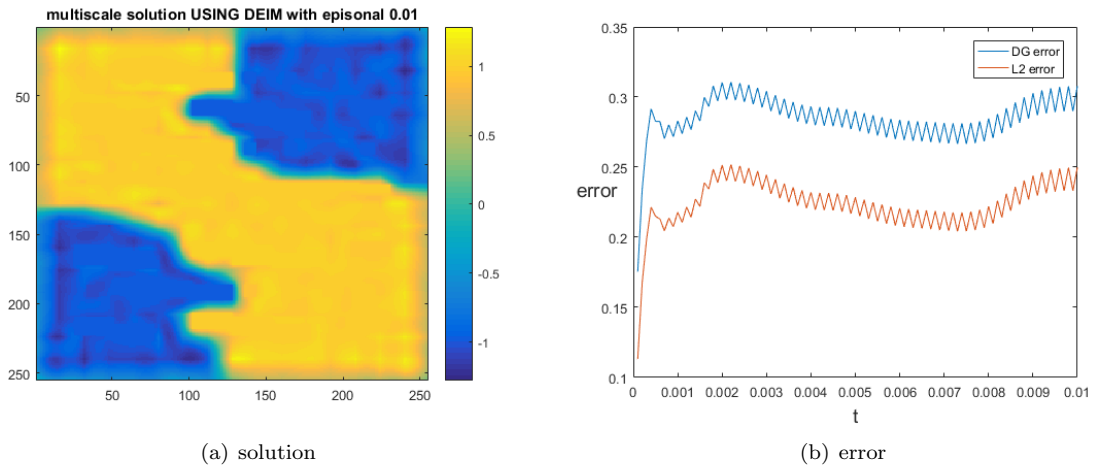 multiscale solution USING DEIM with episonal 0.01
50
100
150
200
250
50 100 150 200 250
1
0.5
0
-0.5
-1
(a) solution
0.35
0.3
0.25
0.2
0.15
0.1
error
DG error
L2 error
0 0.001 0.002 0.003 0.004 0.005 0.006 0.007 0.008 0.009 0.01
t
(b) error